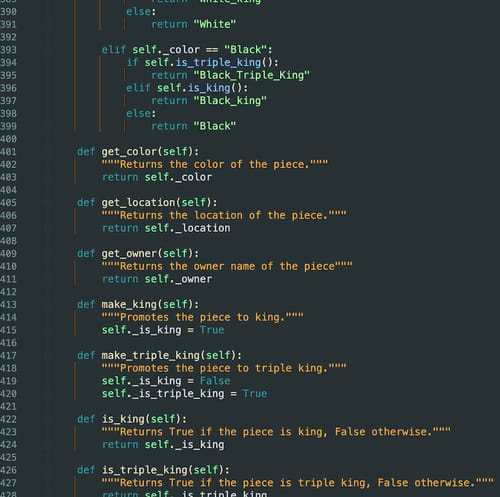 389 return "White_king"
390 else:
391 return "White"
392
393 elif self._color == "Black":
394 if self.is_triple_king():
395 return "Black_Triple_King"
396 elif self.is_king():
397 return "Black_king"
398 else:
399 return "Black"
400
401 def get_color(self):
402 """Returns the color of the piece."""
403 return self._color
404
405 def get_location(self):
406 """Returns the location of the piece."""
407 return self._location
408
409 def get_owner(self):
410 """Returns the owner name of the piece"""
411 return self._owner
412
413 def make_king(self):
414 """Promotes the piece to king."""
415 self._is_king = True
416
417 def make_triple_king(self):
418 """Promotes the piece to triple king."""
419 self._is_king = False
420 self._is_triple_king = True
421
422 def is_king(self):
423 """Returns True if the piece is king, False otherwise."""
424 return self._is_king
425
426 def is_triple_king(self):
427 """Returns True if the piece is triple king, False otherwise."""
428 return self._is_triple_king